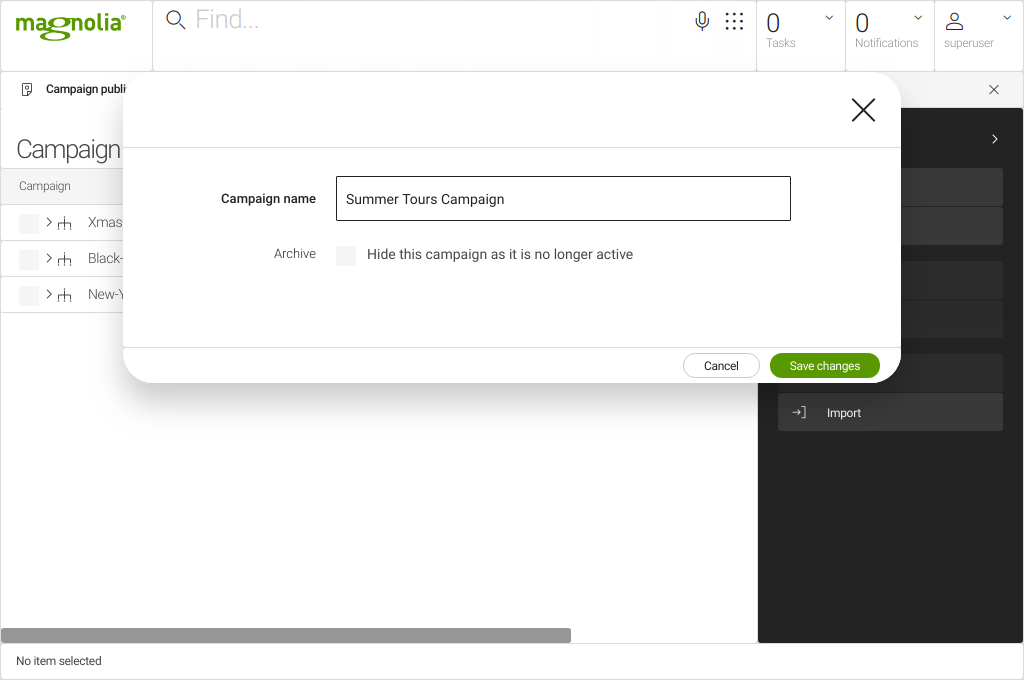 magnolia®
Find...
0
Tasks
0
Notifications
superuser
Campaign publi
Campaign
Campaign
Xmas
Black-
New-Y
Campaign name
Summer Tours Campaign
Archive
Hide this campaign as it is no longer active
Cancel
Save changes
Import
No item selected